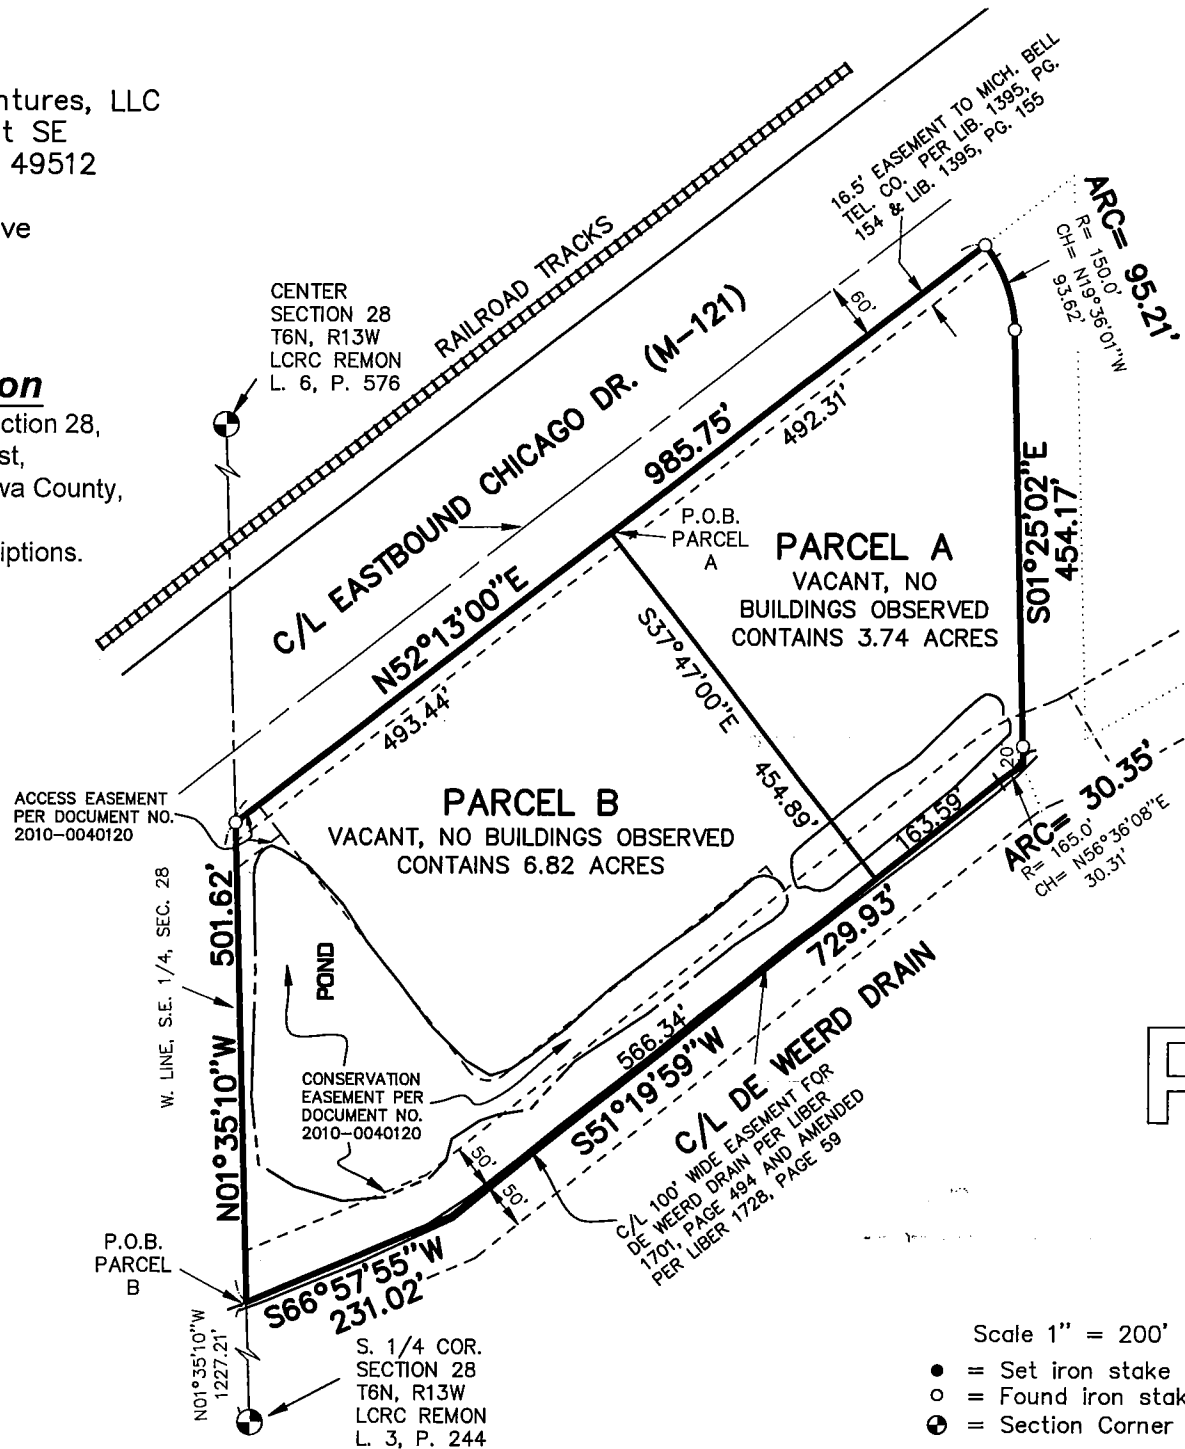 ntures, LLC
t SE
49512
ve
on
ction 28,
st,
wa County,
iptions.
CENTER
SECTION 28
T6N, R13W
LCRC REMON
L. 6, P. 576
RAILROAD TRACKS
C/L EASTBOUND CHICAGO DR. (M-121)
16.5' EASEMENT TO MICH. BELL
TEL. CO. PER LIB. 1395, PG.
154 & LIB. 1395, PG. 155
60'
ARC= 95.21'
R= 150.0'
CH= N19°36'01"W
93.62'
N52°13'00"E
985.75'
492.31'
493.44'
P.O.B.
PARCEL
A
PARCEL A
VACANT, NO
BUILDINGS OBSERVED
CONTAINS 3.74 ACRES
S01°25'02"E
454.17'
S37°47'00"E
454.89'
PARCEL B
VACANT, NO BUILDINGS OBSERVED
CONTAINS 6.82 ACRES
ACCESS EASEMENT
PER DOCUMENT NO.
2010-0040120
W. LINE, S.E. 1/4, SEC. 28
N01°35'10"W
501.62'
POND
CONSERVATION
EASEMENT PER
DOCUMENT NO.
2010-0040120
20'
163.59'
ARC= 30.35'
R= 165.0'
CH= N56°36'08"E
30.31'
729.93'
566.34'
S51°19'59"W
C/L DE WEERD DRAIN
C/L 100' WIDE EASEMENT FOR
DE WEERD DRAIN PER LIBER
1701, PAGE 494 AND AMENDED
PER LIBER 1728, PAGE 59
50'
50'
P.O.B.
PARCEL
B
S66°57'55"W
231.02'
N01°35'10"W
1227.21'
S. 1/4 COR.
SECTION 28
T6N, R13W
LCRC REMON
L. 3, P. 244
Scale 1" = 200'
= Set iron stake
= Found iron stak
= Section Corner